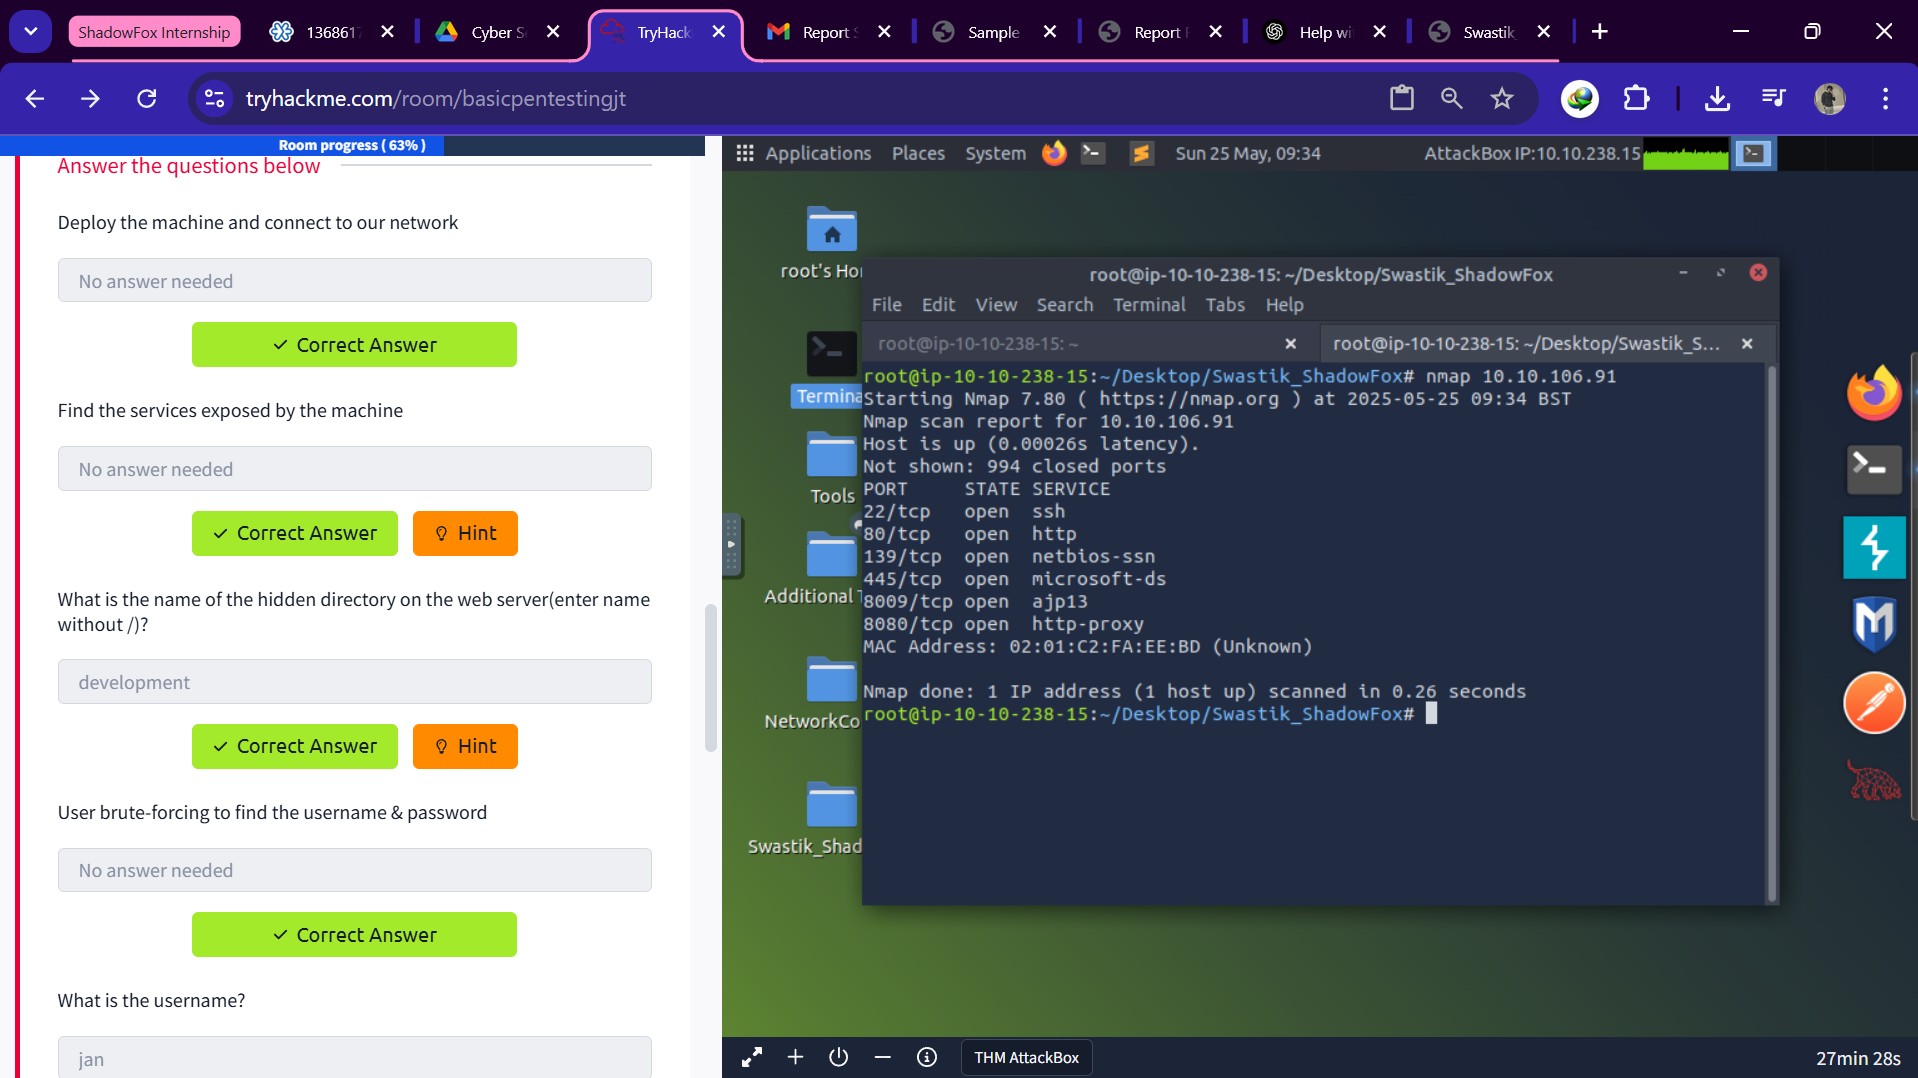 ShadowFox Internship
136861
Cyber S
TryHack
Report
Sample
Report
Help wi
Swastik
tryhackme.com/room/basicpentestingjt
Room progress ( 63% )
Answer the questions below
Deploy the machine and connect to our network
No answer needed
Correct Answer
Find the services exposed by the machine
No answer needed
Correct Answer
Hint
What is the name of the hidden directory on the web server(enter name
without /)?
development
Correct Answer
Hint
User brute-forcing to find the username & password
No answer needed
Correct Answer
What is the username?
jan
Applications Places System Sun 25 May, 09:34 AttackBox IP:10.10.238.15
root's Ho
Termina
Tools
Additional
NetworkCo
Swastik_Shad
root@ip-10-10-238-15: ~/Desktop/Swastik_ShadowFox
File Edit View Search Terminal Tabs Help
root@ip-10-10-238-15: ~
root@ip-10-10-238-15: ~/Desktop/Swastik_S...
root@ip-10-10-238-15:~/Desktop/Swastik_ShadowFox# nmap 10.10.106.91
Starting Nmap 7.80 ( https://nmap.org ) at 2025-05-25 09:34 BST
Nmap scan report for 10.10.106.91
Host is up (0.00026s latency).
Not shown: 994 closed ports
PORT STATE SERVICE
22/tcp open ssh
80/tcp open http
139/tcp open netbios-ssn
445/tcp open microsoft-ds
8009/tcp open ajp13
8080/tcp open http-proxy
MAC Address: 02:01:C2:FA:EE:BD (Unknown)
Nmap done: 1 IP address (1 host up) scanned in 0.26 seconds
root@ip-10-10-238-15:~/Desktop/Swastik_ShadowFox#
THM AttackBox
27min 28s